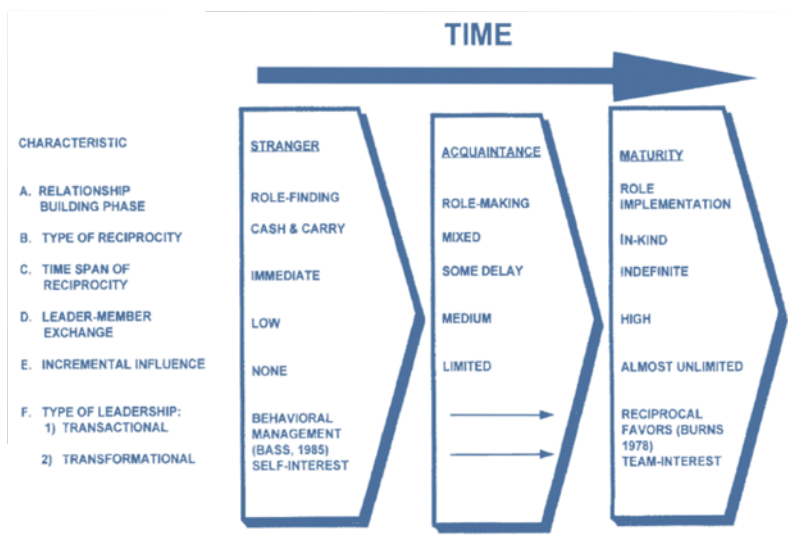 TIME
CHARACTERISTIC
A. RELATIONSHIP
BUILDING PHASE
B. TYPE OF RECIPROCITY
C. TIME SPAN OF
RECIPROCITY
D. LEADER-MEMBER
EXCHANGE
E. INCREMENTAL INFLUENCE
F. TYPE OF LEADERSHIP:
1) TRANSACTIONAL
2) TRANSFORMATIONAL
STRANGER
ROLE-FINDING
CASH & CARRY
IMMEDIATE
LOW
NONE
BEHAVIORAL
MANAGEMENT
(BASS, 1985)
SELF-INTEREST
ACQUAINTANCE
ROLE-MAKING
MIXED
SOME DELAY
MEDIUM
LIMITED
MATURITY
ROLE
IMPLEMENTATION
IN-KIND
INDEFINITE
HIGH
ALMOST UNLIMITED
RECIPROCAL
FAVORS (BURNS
1978)
TEAM-INTEREST